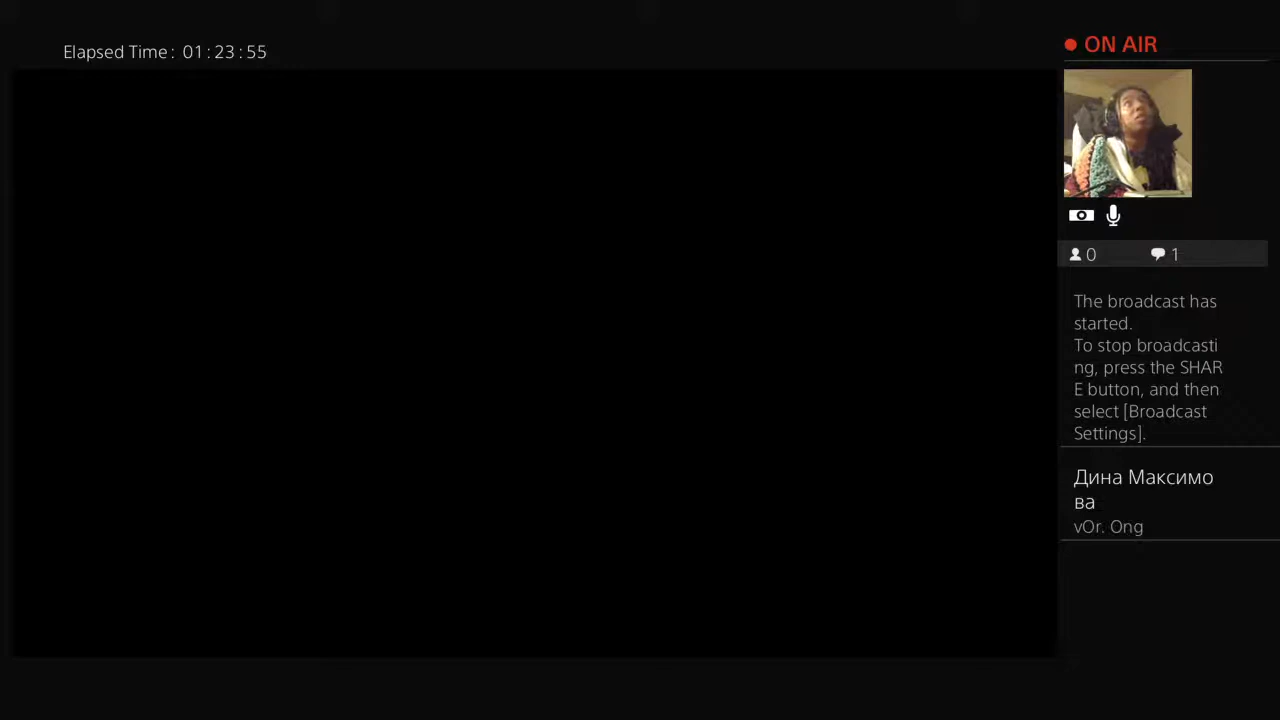 Elapsed Time: 01:23:55
ON AIR
0 1
The broadcast has
started.
To stop broadcasti
ng, press the SHAR
E button, and then
select [Broadcast
Settings].
Дина Максимо
ва
vOr. Ong